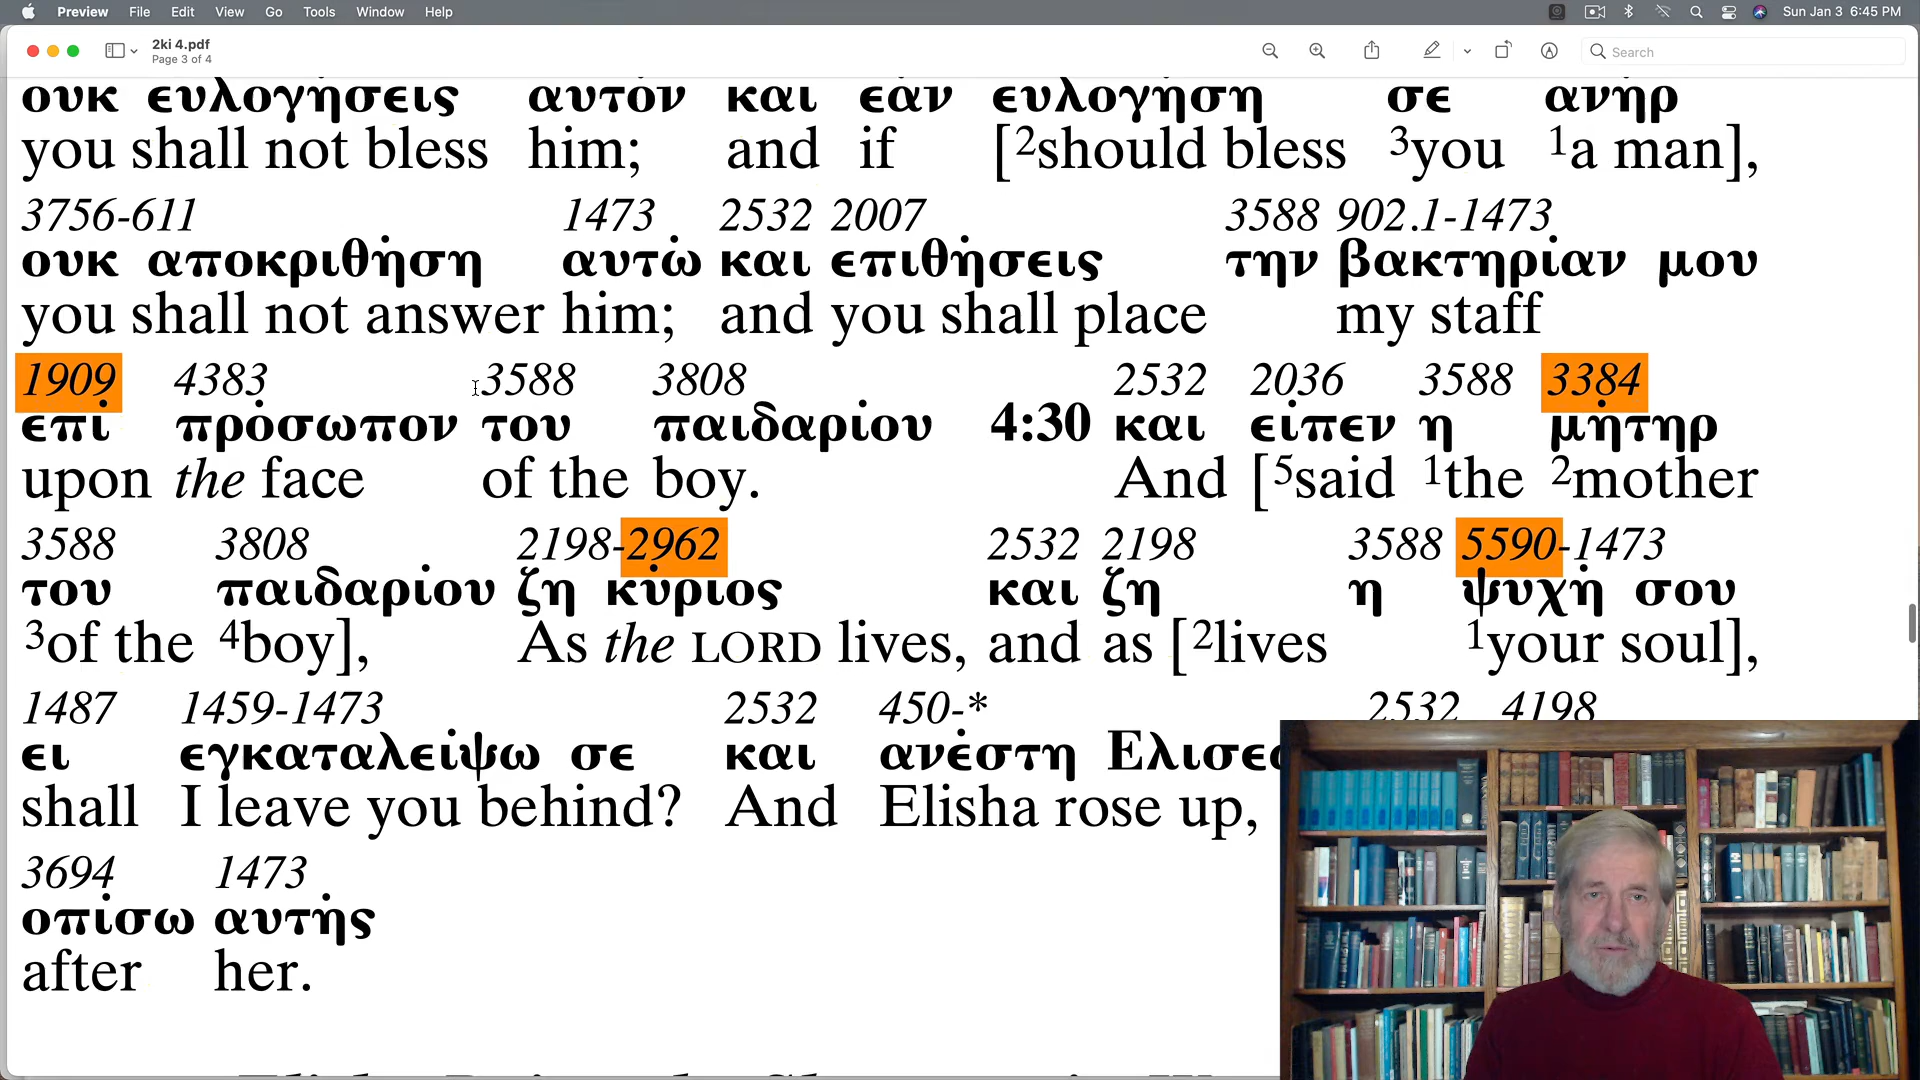 Preview File Edit View Go Tools Window Help Sun Jan 3 6:45 PM
2ki 4.pdf
Page 3 of 4
Search
ουκ ευλογήσεις αυτόν και εάν ευλογήση σε ανήρ
you shall not bless him; and if [²should bless ³you ¹a man],
3756-611 1473 2532 2007 3588 902.1-1473
ουκ αποκριθήση αυτώ και επιθήσεις την βακτηρίαν μου
you shall not answer him; and you shall place my staff
1909 4383 3588 3808 2532 2036 3588 3384
επί πρόσωπον του παιδαρίου 4:30 και είπεν η μήτηρ
upon the face of the boy. And [⁵said ¹the ²mother
3588 3808 2198-2962 2532 2198 3588 5590-1473
του παιδαρίου ζη κύριος και ζη η ψυχή σου
³of the ⁴boy], As the LORD lives, and as [²lives ¹your soul],
1487 1459-1473 2532 450-* 2532 4198
ει εγκαταλείψω σε και ανέστη
shall I leave you behind? And Elisha rose up,
3694 1473
οπίσω αυτής
after her.